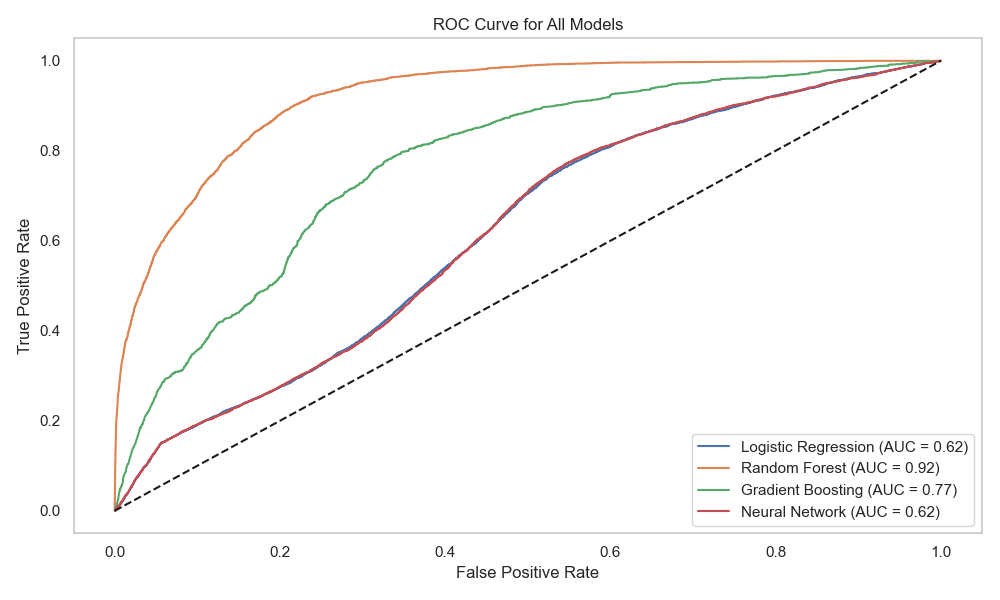 ROC Curve for All Models
True Positive Rate
1.0
0.8
0.6
0.4
0.2
0.0
Logistic Regression (AUC = 0.62)
Random Forest (AUC = 0.92)
Gradient Boosting (AUC = 0.77)
Neural Network (AUC = 0.62)
0.0 0.2 0.4 0.6 0.8 1.0
False Positive Rate